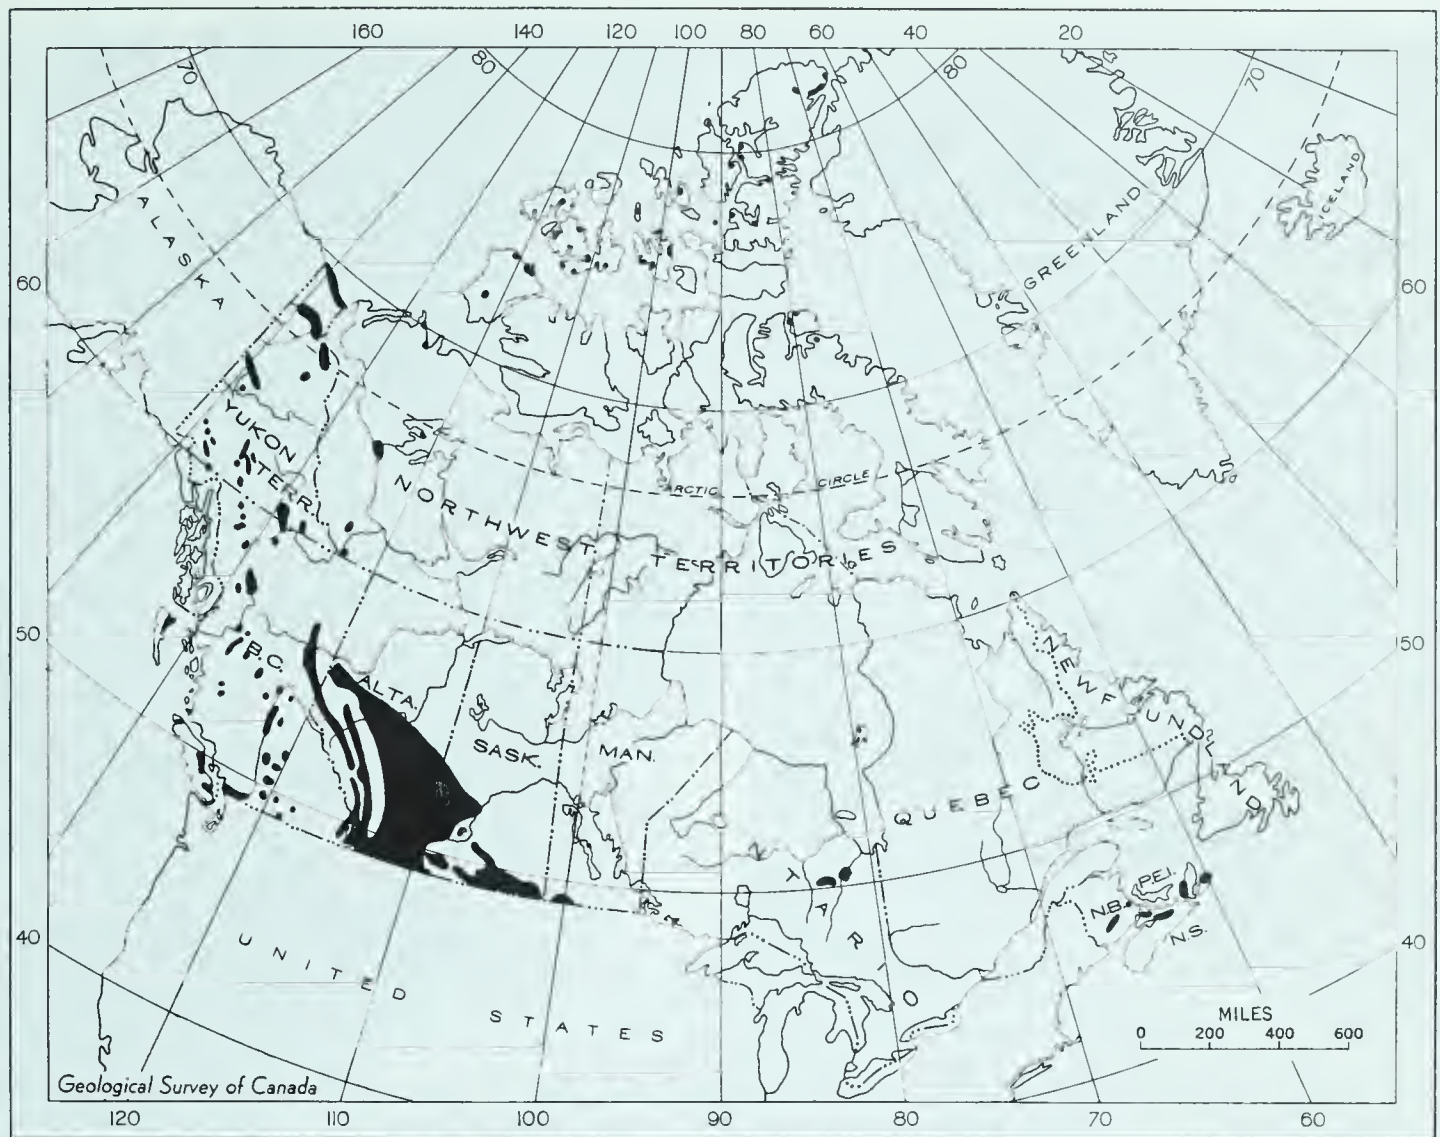 160 140 120 100 80 60 40 20
70 80 80 70
ALASKA
GREENLAND
ICELAND
60 60
YUKON
TERR.
NORTHWEST
TERRITORIES
ARCTIC CIRCLE
50 50
B.C.
ALTA.
SASK.
MAN.
QUEBEC
NEWFOUNDLAND
ONTARIO
P.E.I.
N.B.
N.S.
40 40
UNITED
STATES
MILES
0 200 400 600
Geological Survey of Canada
120 110 100 90 80 70 60